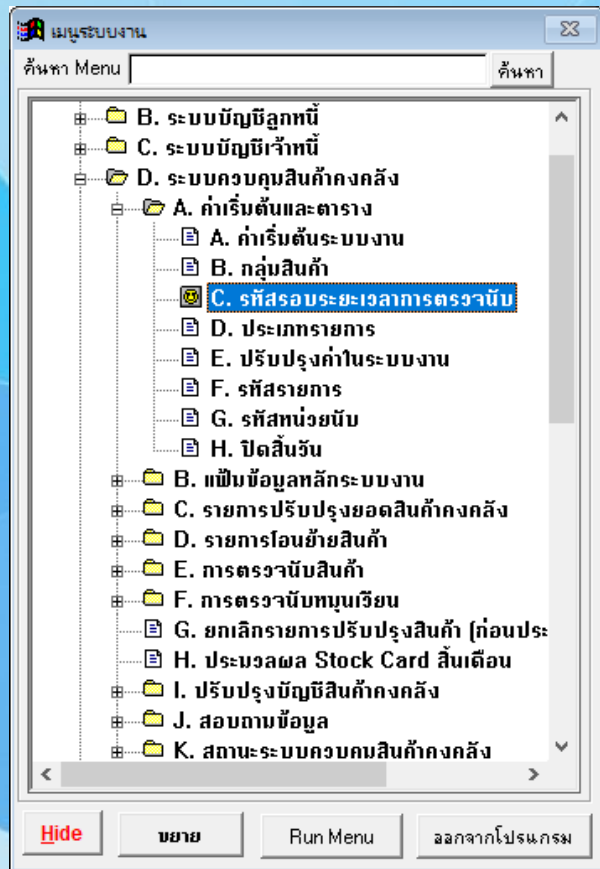 เมนูระบบงาน
ค้นหา Menu ค้นหา
B. ระบบบัญชีลูกหนี้
C. ระบบบัญชีเจ้าหนี้
D. ระบบควบคุมสินค้าคงคลัง
A. ค่าเริ่มต้นและตาราง
A. ค่าเริ่มต้นระบบงาน
B. กลุ่มสินค้า
C. รหัสรอบระยะเวลาการตรวจนับ
D. ประเภทรายการ
E. ปรับปรุงค่าในระบบงาน
F. รหัสรายการ
G. รหัสหน่วยนับ
H. ปิดสิ้นวัน
B. แฟ้มข้อมูลหลักระบบงาน
C. รายการปรับปรุงยอดสินค้าคงคลัง
D. รายการโอนย้ายสินค้า
E. การตรวจนับสินค้า
F. การตรวจนับหมุนเวียน
G. ยกเลิกรายการปรับปรุงสินค้า (ก่อนประ
H. ประมวลผล Stock Card สิ้นเดือน
I. ปรับปรุงบัญชีสินค้าคงคลัง
J. สอบถามข้อมูล
K. สถานะระบบควบคุมสินค้าคงคลัง
Hide ขยาย Run Menu ออกจากโปรแกรม